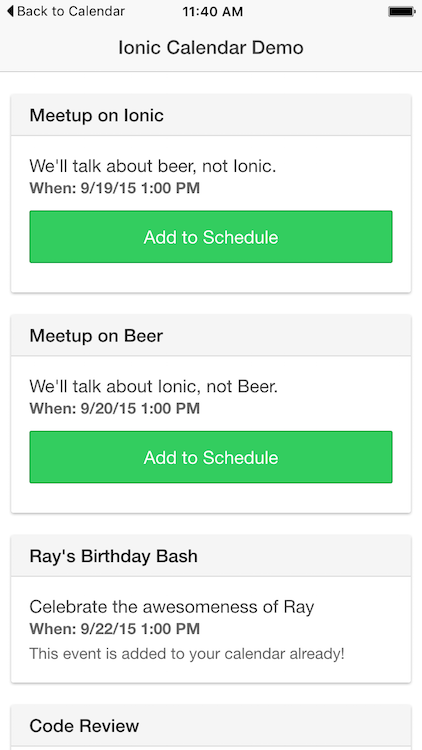 Back to Calendar 11:40 AM
Ionic Calendar Demo
Meetup on Ionic
We'll talk about beer, not Ionic.
When: 9/19/15 1:00 PM
Add to Schedule
Meetup on Beer
We'll talk about Ionic, not Beer.
When: 9/20/15 1:00 PM
Add to Schedule
Ray's Birthday Bash
Celebrate the awesomeness of Ray
When: 9/22/15 1:00 PM
This event is added to your calendar already!
Code Review